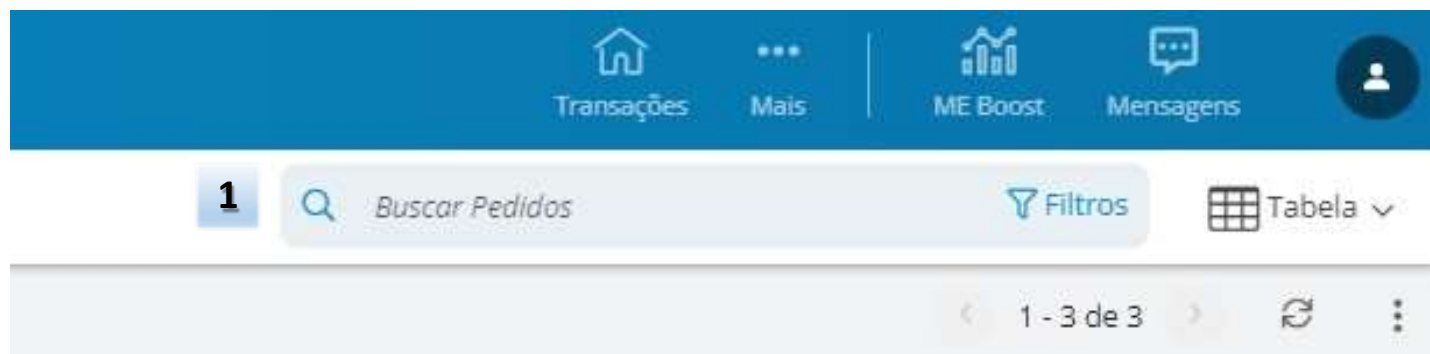 Transações Mais ME Boost Mensagens
1 Buscar Pedidos Filtros Tabela
1 - 3 de 3